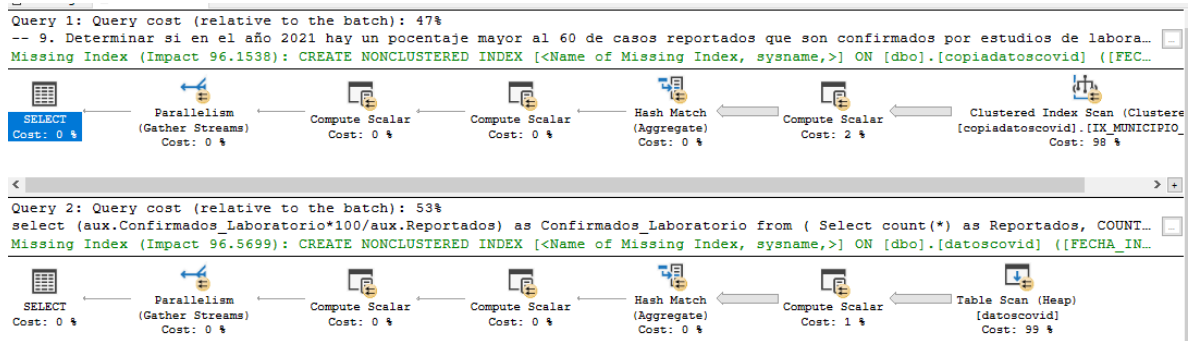 Query 1: Query cost (relative to the batch): 47%
-- 9. Determinar si en el año 2021 hay un pocentaje mayor al 60 de casos reportados que son confirmados por estudios de labora…
Missing Index (Impact 96.1538): CREATE NONCLUSTERED INDEX [<Name of Missing Index, sysname,>] ON [dbo].[copiadatoscovid] ([FEC…
SELECT
Cost: 0 %
Parallelism
(Gather Streams)
Cost: 0 %
Compute Scalar
Cost: 0 %
Compute Scalar
Cost: 0 %
Hash Match
(Aggregate)
Cost: 0 %
Compute Scalar
Cost: 2 %
Clustered Index Scan (Clustere
[copiadatoscovid].[IX_MUNICIPIO_
Cost: 98 %
Query 2: Query cost (relative to the batch): 53%
select (aux.Confirmados_Laboratorio*100/aux.Reportados) as Confirmados_Laboratorio from ( Select count(*) as Reportados, COUNT…
Missing Index (Impact 96.5699): CREATE NONCLUSTERED INDEX [<Name of Missing Index, sysname,>] ON [dbo].[datoscovid] ([FECHA_IN…
SELECT
Cost: 0 %
Parallelism
(Gather Streams)
Cost: 0 %
Compute Scalar
Cost: 0 %
Compute Scalar
Cost: 0 %
Hash Match
(Aggregate)
Cost: 0 %
Compute Scalar
Cost: 1 %
Table Scan (Heap)
[datoscovid]
Cost: 99 %